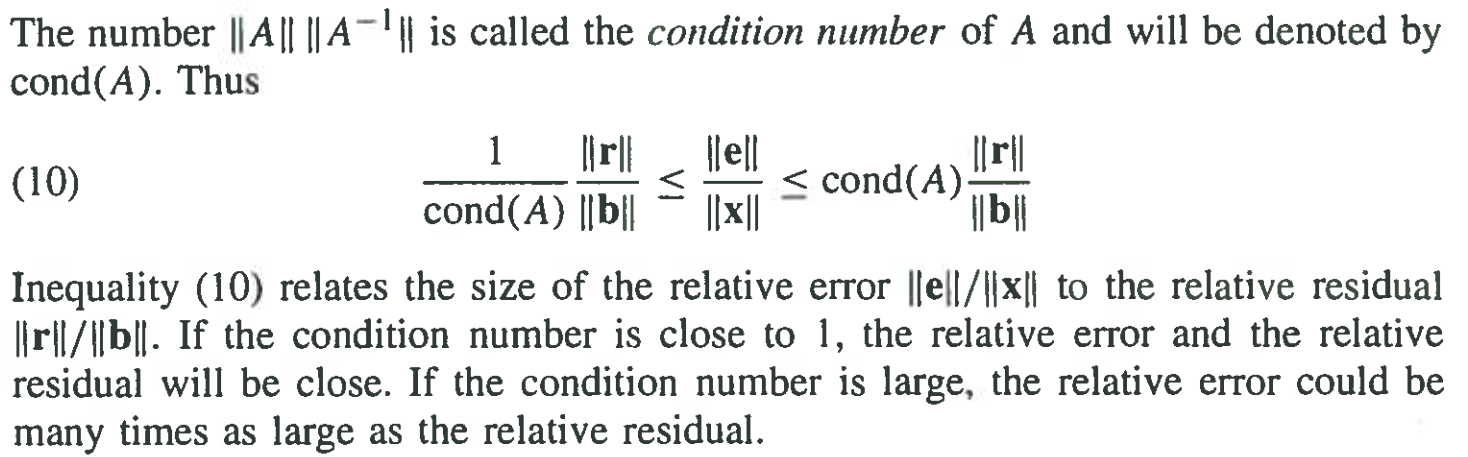 The number ‖A‖ ‖A⁻¹‖ is called the condition number of A and will be denoted by
cond(A). Thus
(10) 1/cond(A) ‖r‖/‖b‖ ≤ ‖e‖/‖x‖ ≤ cond(A) ‖r‖/‖b‖
Inequality (10) relates the size of the relative error ‖e‖/‖x‖ to the relative residual
‖r‖/‖b‖. If the condition number is close to 1, the relative error and the relative
residual will be close. If the condition number is large, the relative error could be
many times as large as the relative residual.